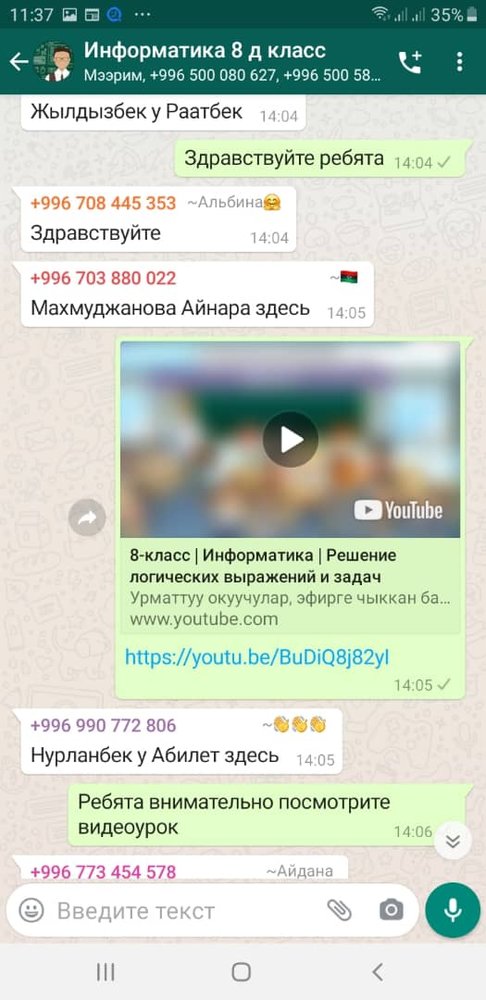 11:37
35%
Информатика 8 д класс
Мээрим, +996 500 080 627, +996 500 58...
Жылдызбек у Раатбек 14:04
Здравствуйте ребята 14:04
+996 708 445 353 ~Альбина🤗
Здравствуйте 14:04
+996 703 880 022 ~🇱🇾
Махмуджанова Айнара здесь 14:05
YouTube
8-класс | Информатика | Решение
логических выражений и задач
Урматтуу окуучулар, эфирге чыккан ба...
www.youtube.com
https://youtu.be/BuDiQ8j82yI
14:05
+996 990 772 806 ~👏👏👏
Нурланбек у Абилет здесь 14:05
Ребята внимательно посмотрите
видеоурок 14:06
+996 773 454 578 ~Айдана
Введите текст